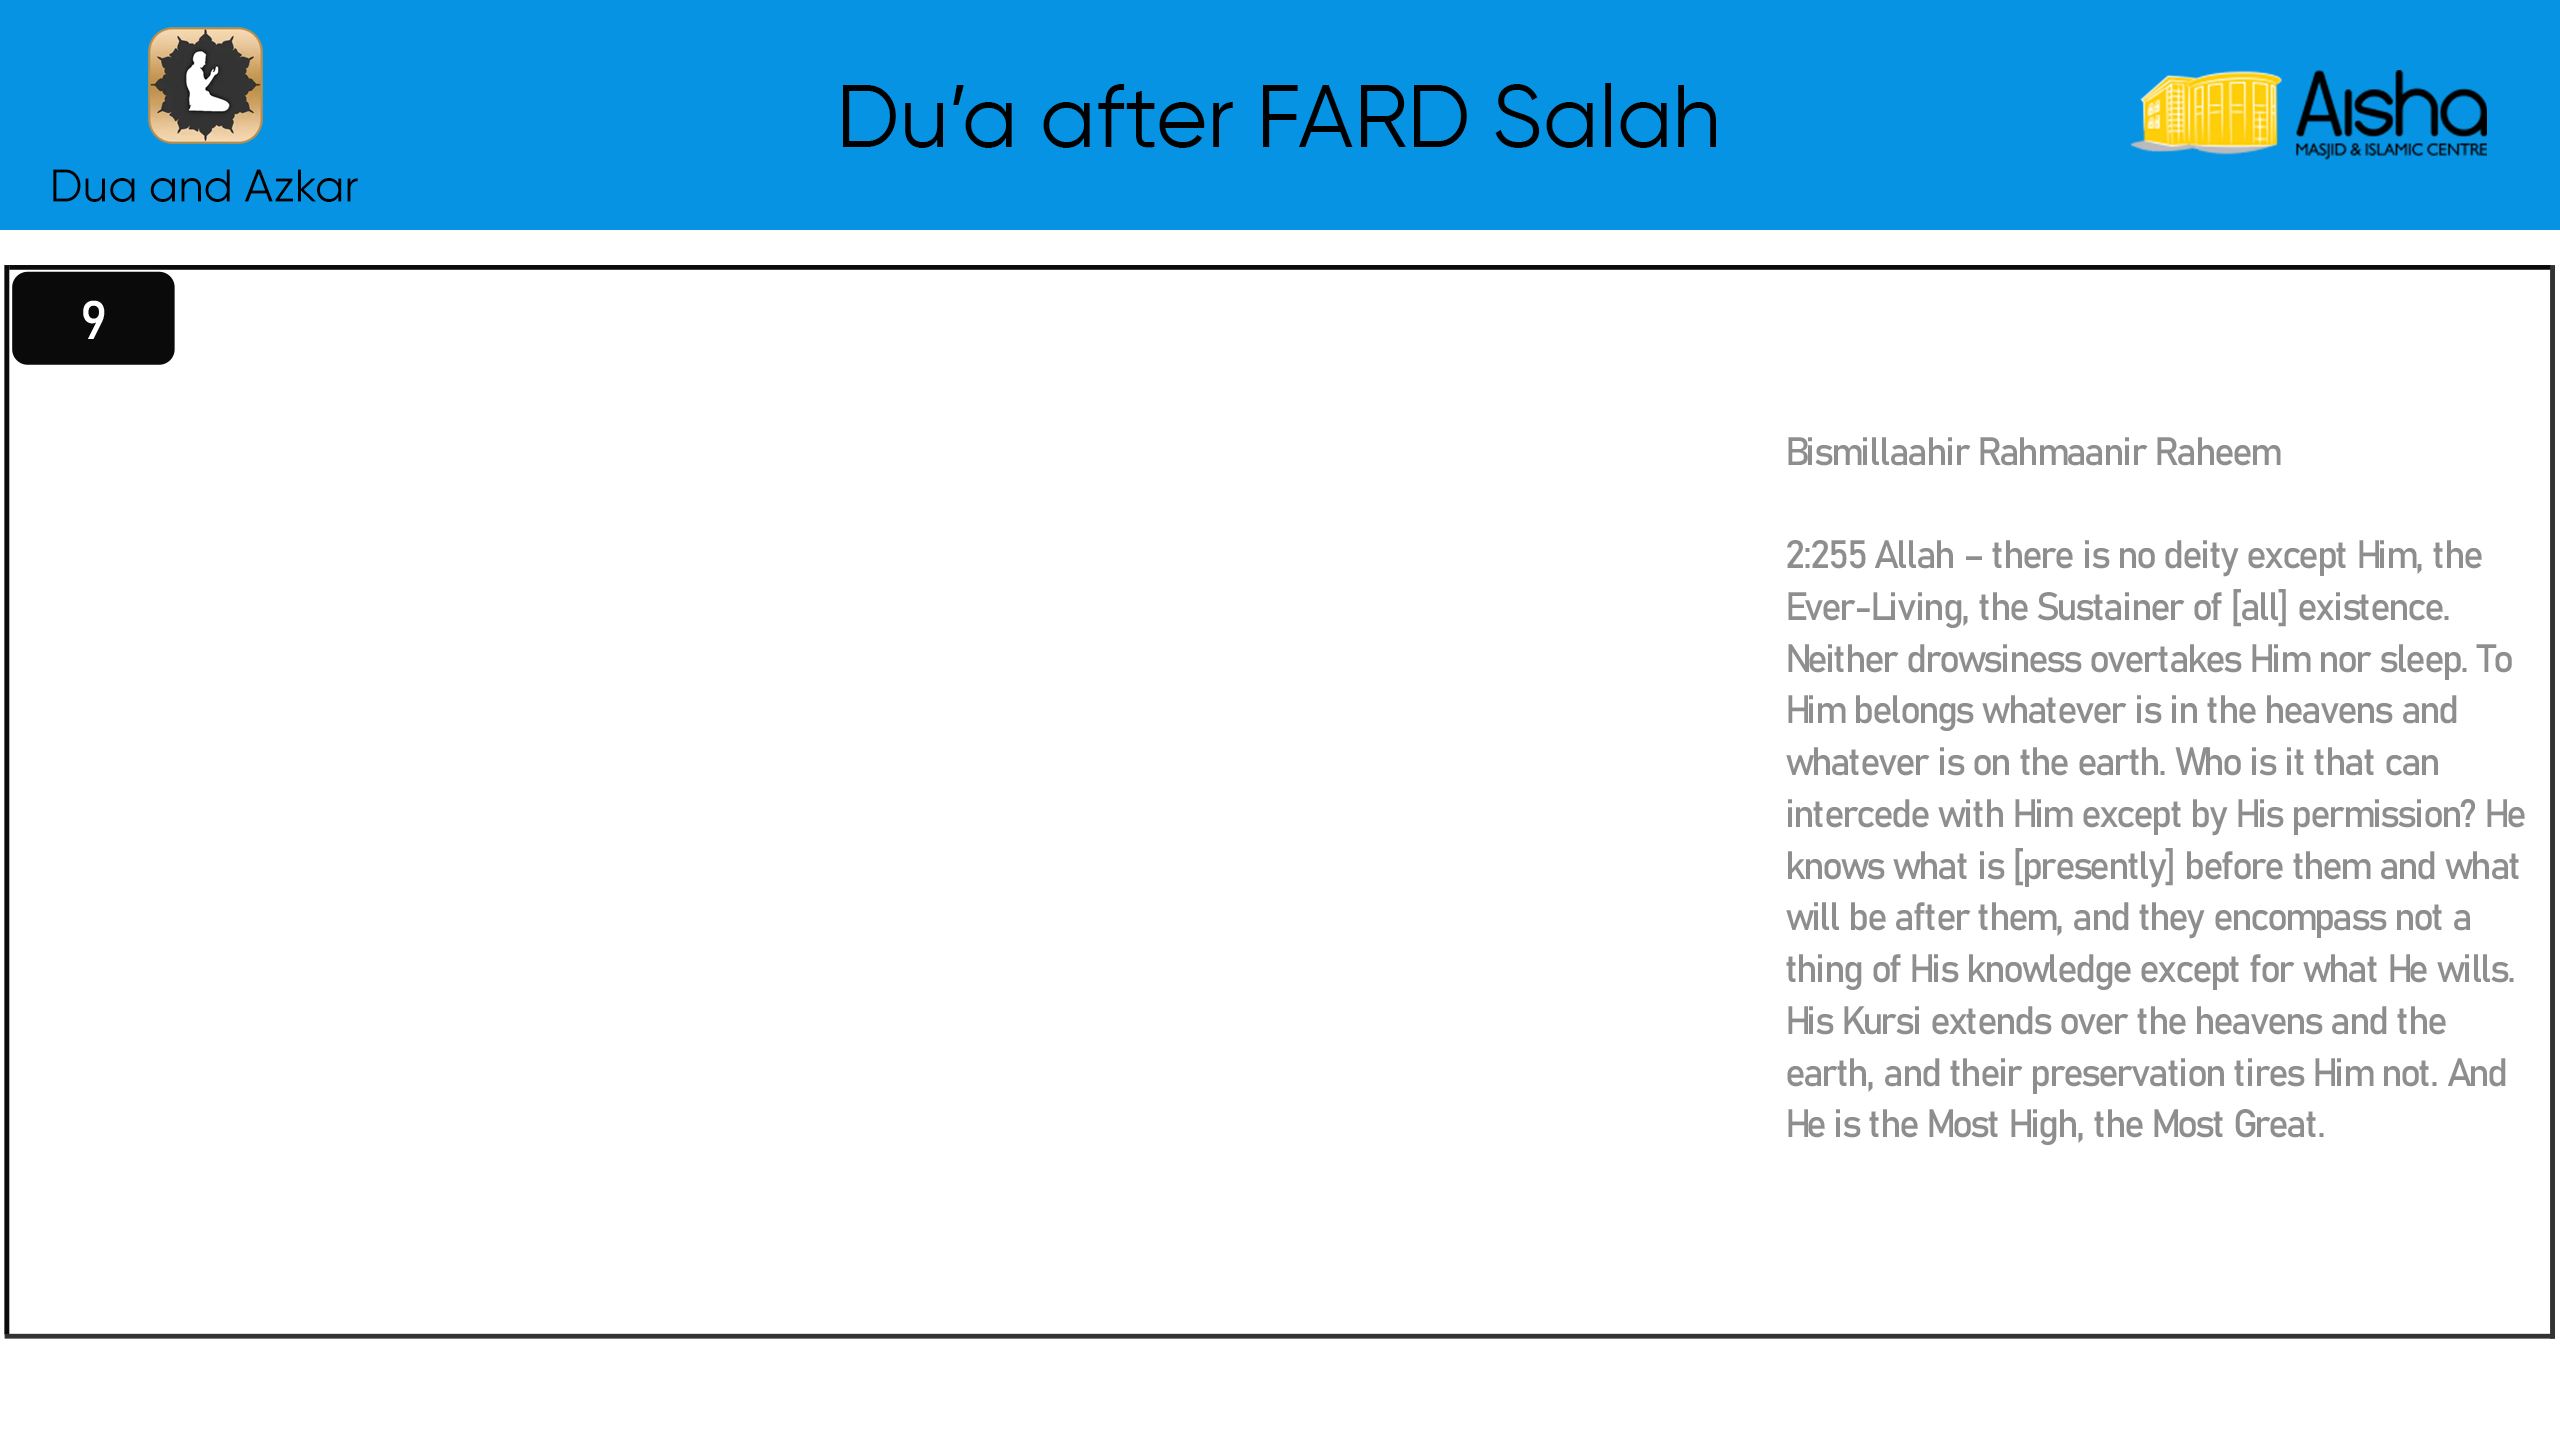 Dua and Azkar
Du’a after FARD Salah
Aisha
MASJID & ISLAMIC CENTRE
9
Bismillaahir Rahmaanir Raheem
2:255 Allah – there is no deity except Him, the
Ever-Living, the Sustainer of [all] existence.
Neither drowsiness overtakes Him nor sleep. To
Him belongs whatever is in the heavens and
whatever is on the earth. Who is it that can
intercede with Him except by His permission? He
knows what is [presently] before them and what
will be after them, and they encompass not a
thing of His knowledge except for what He wills.
His Kursi extends over the heavens and the
earth, and their preservation tires Him not. And
He is the Most High, the Most Great.